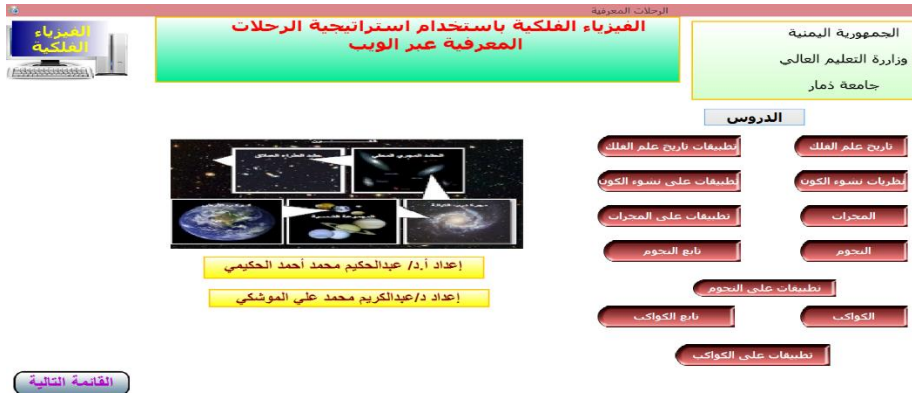 الرحلات المعرفية
الجمهورية اليمنية
وزاررة التعليم العالي
جامعة ذمار
الفيزياء الفلكية باستخدام استراتيجية الرحلات
المعرفية عبر الويب
الفيزياء
الفلكية
الدروس
تاريخ علم الفلك
تطبيقات تاريخ علم الفلك
نظريات نشوء الكون
تطبيقات على نشوء الكون
المجرات
تطبيقات على المجرات
النجوم
تابع النجوم
تطبيقات على النجوم
الكواكب
تابع الكواكب
تطبيقات على الكواكب
إعداد أ.د/ عبدالحكيم محمد أحمد الحكيمي
إعداد د/عبدالكريم محمد علي الموشكي
القائمة التالية